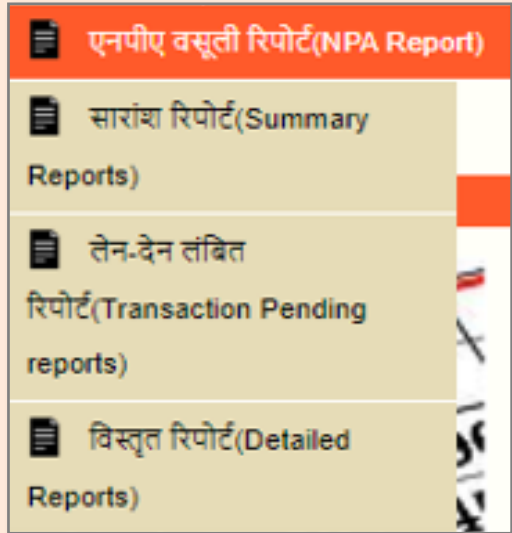 एनपीए वसूली रिपोर्ट(NPA Report)
सारांश रिपोर्ट(Summary
Reports)
लेन-देन लंबित
रिपोर्ट(Transaction Pending
reports)
विस्तृत रिपोर्ट(Detailed
Reports)